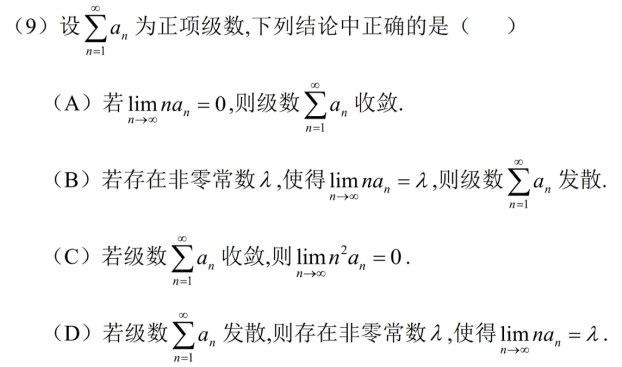 （9）设 $\sum_{n=1}^{\infty} a_n$ 为正项级数,下列结论中正确的是（　　）
（A）若 $\lim_{n\to\infty} na_n = 0$,则级数 $\sum_{n=1}^{\infty} a_n$ 收敛.
（B）若存在非零常数 $\lambda$,使得 $\lim_{n\to\infty} na_n = \lambda$,则级数 $\sum_{n=1}^{\infty} a_n$ 发散.
（C）若级数 $\sum_{n=1}^{\infty} a_n$ 收敛,则 $\lim_{n\to\infty} n^2 a_n = 0$.
（D）若级数 $\sum_{n=1}^{\infty} a_n$ 发散,则存在非零常数 $\lambda$,使得 $\lim_{n\to\infty} na_n = \lambda$.